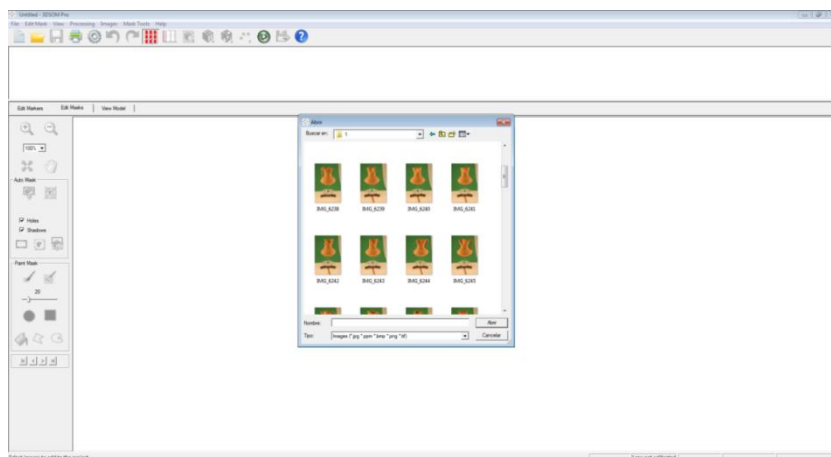 Untitled - 3DSOM Pro
File Edit Mask View Processing Images Mask Tools Help
Edit Markers Edit Masks View Model
100%
Auto Mask
Holes
Shadows
Paint Mask
20
Abrir
Buscar en: 1
IMG_6238 IMG_6239 IMG_6240 IMG_6241
IMG_6242 IMG_6243 IMG_6244 IMG_6245
Nombre: Abrir
Tipo: Images (*.jpg *.ppm *.bmp *.png *.tif) Cancelar